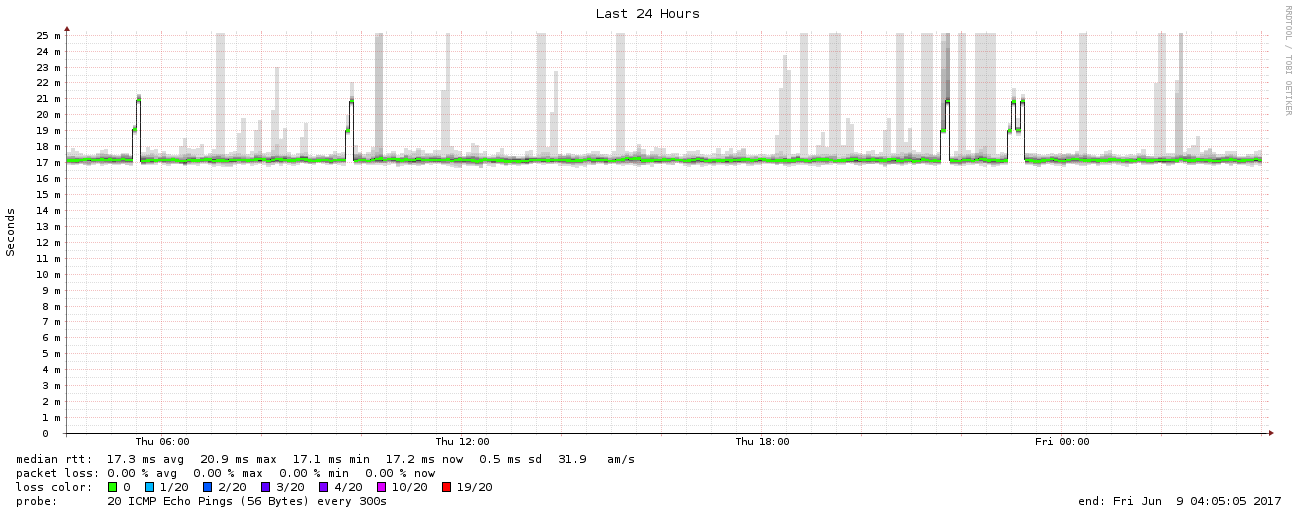 Last 24 Hours
RRDTOOL / TOBI OETIKER
Seconds
25 m
24 m
23 m
22 m
21 m
20 m
19 m
18 m
17 m
16 m
15 m
14 m
13 m
12 m
11 m
10 m
9 m
8 m
7 m
6 m
5 m
4 m
3 m
2 m
1 m
0
Thu 06:00 Thu 12:00 Thu 18:00 Fri 00:00
median rtt: 17.3 ms avg 20.9 ms max 17.1 ms min 17.2 ms now 0.5 ms sd 31.9 am/s
packet loss: 0.00 % avg 0.00 % max 0.00 % min 0.00 % now
loss color: 0 1/20 2/20 3/20 4/20 10/20 19/20
probe: 20 ICMP Echo Pings (56 Bytes) every 300s end: Fri Jun 9 04:05:05 2017